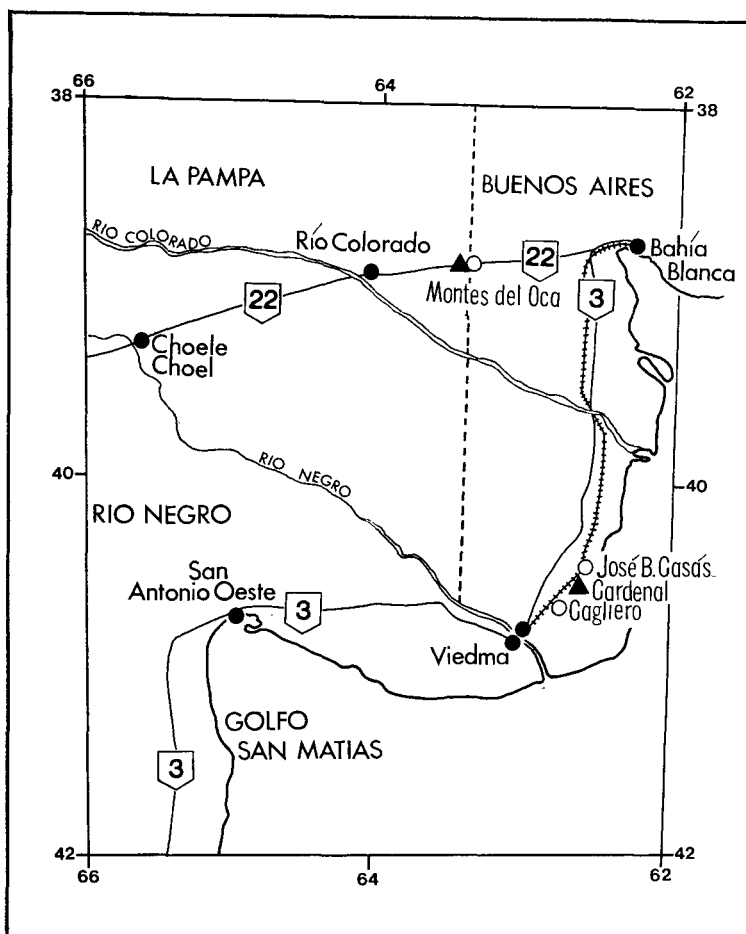 66
64
62
38
38
LA PAMPA
BUENOS AIRES
RIO COLORADO
Río Colorado
22
Bahía
Blanca
Montes del Oca
3
22
Choele
Choel
40
40
RIO NEGRO
RIO NEGRO
José B. Casás
Cardenal
Cagliero
San
Antonio Oeste
3
Viedma
GOLFO
SAN MATIAS
3
42
42
66
64
62